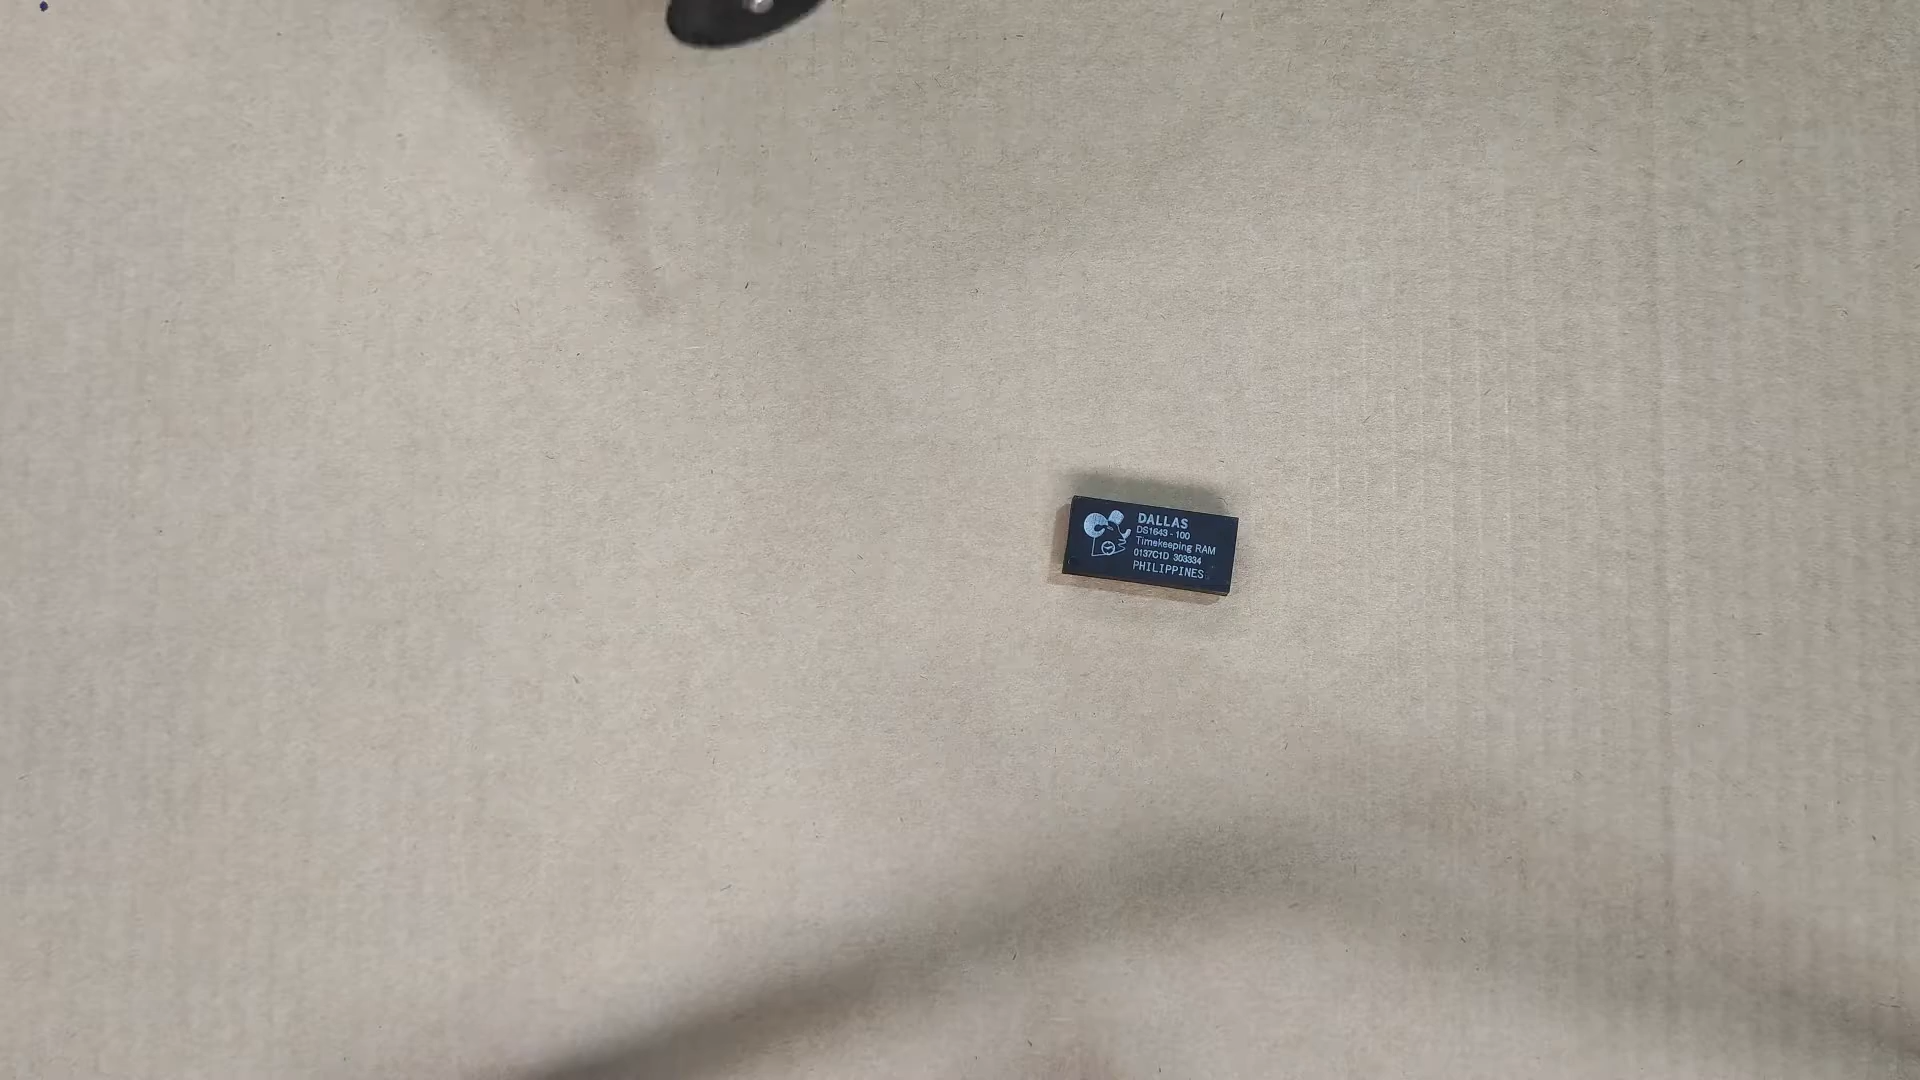 DALLAS
DS1643-100
Timekeeping RAM
0137C1D 303334
PHILIPPINES